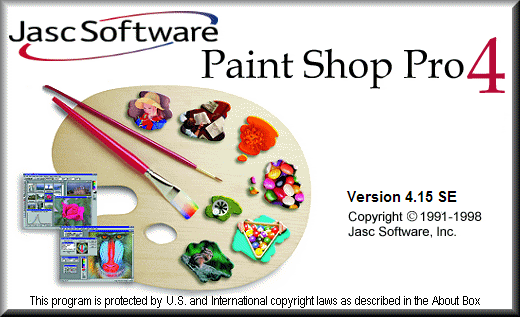 Jasc Software
Paint Shop Pro 4
Version 4.15 SE
Copyright © 1991-1998
Jasc Software, Inc.
This program is protected by U.S. and International copyright laws as described in the About Box